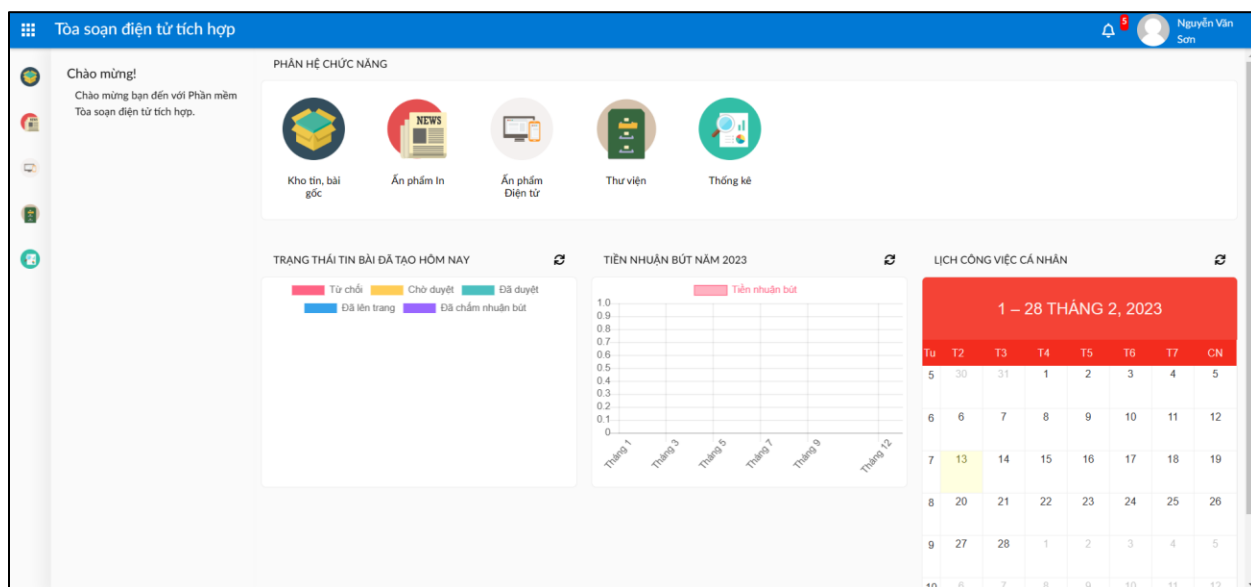 Tòa soạn điện tử tích hợp
5
Nguyễn Văn
Sơn
Chào mừng!
Chào mừng bạn đến với Phần mềm
Tòa soạn điện tử tích hợp.
PHÂN HỆ CHỨC NĂNG
NEWS
Kho tin, bài
gốc
Ấn phẩm In
Ấn phẩm
Điện tử
Thư viện
Thống kê
TRẠNG THÁI TIN BÀI ĐÃ TẠO HÔM NAY
Từ chối Chờ duyệt Đã duyệt
Đã lên trang Đã chấm nhuận bút
TIỀN NHUẬN BÚT NĂM 2023
Tiền nhuận bút
1.0
0.9
0.8
0.7
0.6
0.5
0.4
0.3
0.2
0.1
0
Tháng 1 Tháng 3 Tháng 5 Tháng 7 Tháng 9 Tháng 12
LỊCH CÔNG VIỆC CÁ NHÂN
1 – 28 THÁNG 2, 2023
Tu T2 T3 T4 T5 T6 T7 CN
5 30 31 1 2 3 4 5
6 6 7 8 9 10 11 12
7 13 14 15 16 17 18 19
8 20 21 22 23 24 25 26
9 27 28 1 2 3 4 5
10 6 7 8 9 10 11 12